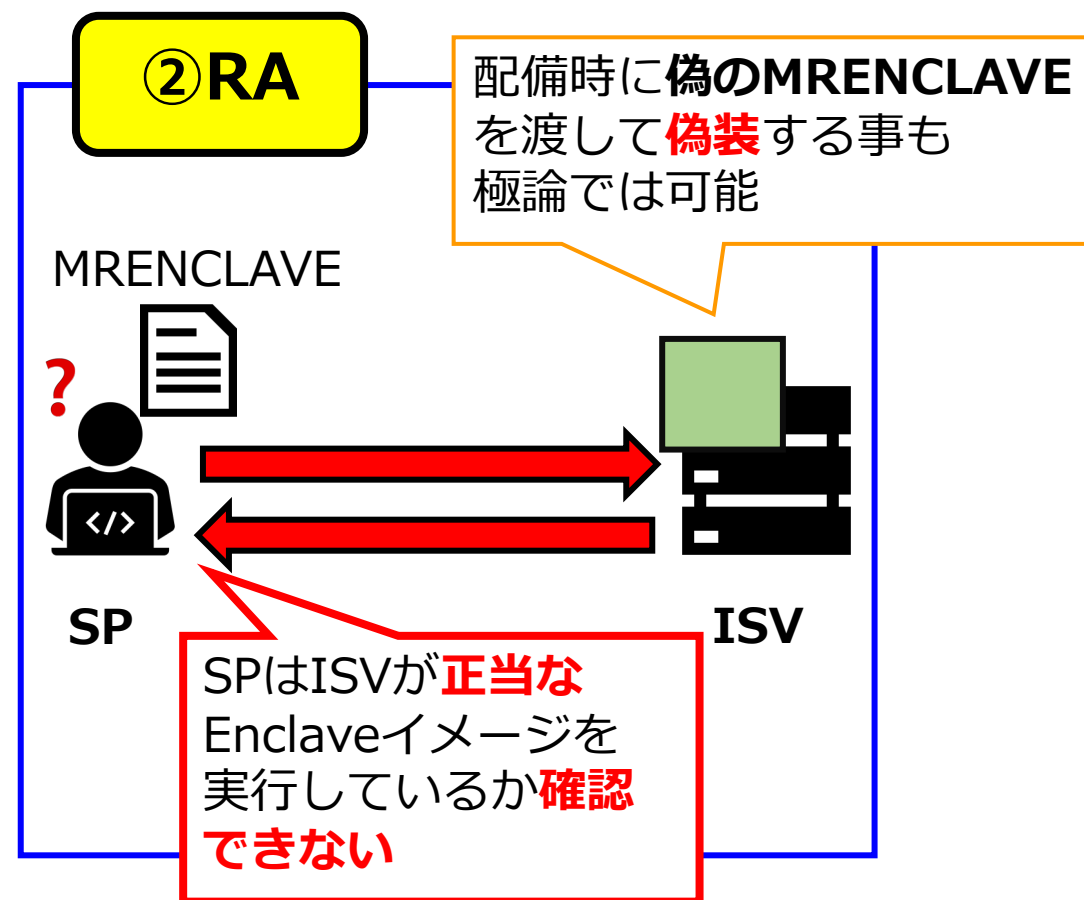 ②RA
配備時に偽のMRENCLAVE
を渡して偽装する事も
極論では可能
MRENCLAVE
?
</>
SP
ISV
SPはISVが正当な
Enclaveイメージを
実行しているか確認
できない